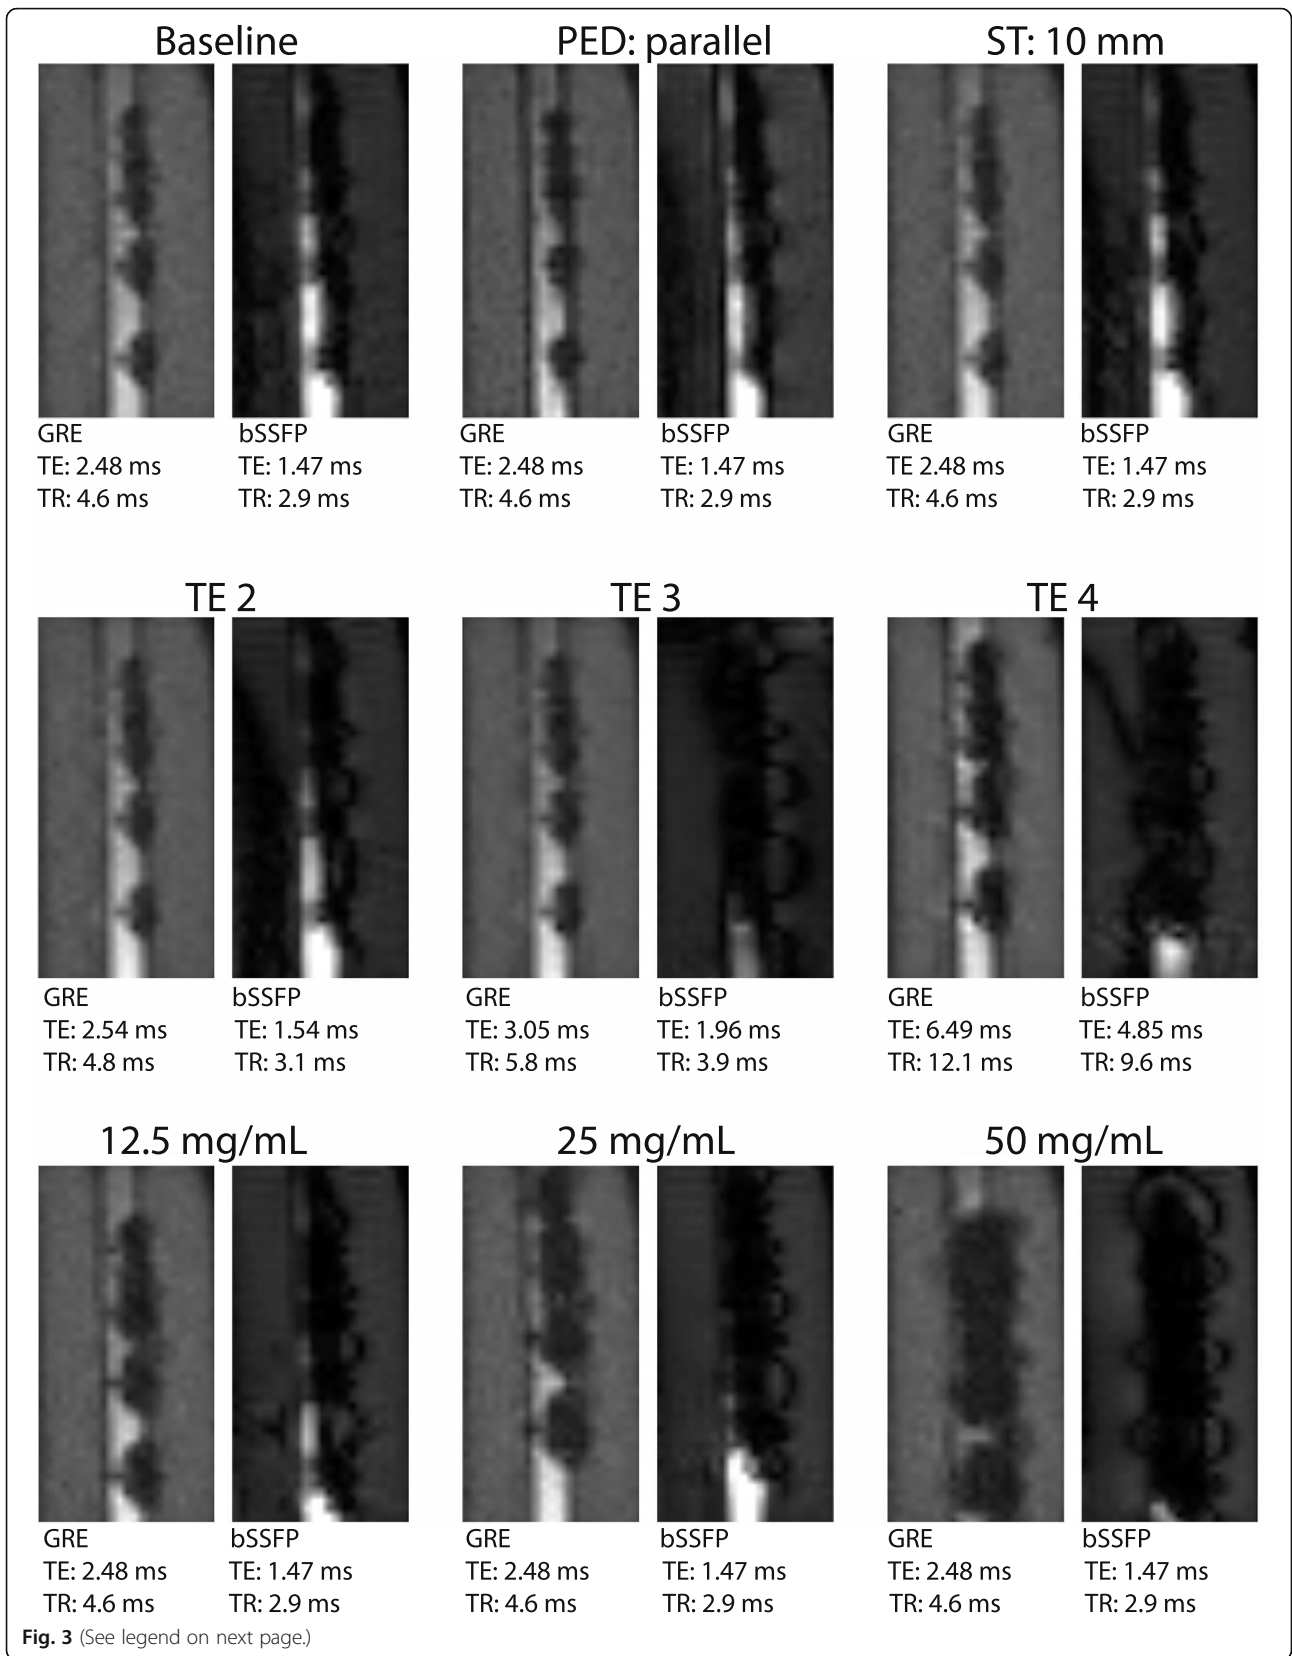 Baseline
PED: parallel
ST: 10 mm
GRE
TE: 2.48 ms
TR: 4.6 ms
bSSFP
TE: 1.47 ms
TR: 2.9 ms
GRE
TE: 2.48 ms
TR: 4.6 ms
bSSFP
TE: 1.47 ms
TR: 2.9 ms
GRE
TE 2.48 ms
TR: 4.6 ms
bSSFP
TE: 1.47 ms
TR: 2.9 ms
TE 2
TE 3
TE 4
GRE
TE: 2.54 ms
TR: 4.8 ms
bSSFP
TE: 1.54 ms
TR: 3.1 ms
GRE
TE: 3.05 ms
TR: 5.8 ms
bSSFP
TE: 1.96 ms
TR: 3.9 ms
GRE
TE: 6.49 ms
TR: 12.1 ms
bSSFP
TE: 4.85 ms
TR: 9.6 ms
12.5 mg/mL
25 mg/mL
50 mg/mL
GRE
TE: 2.48 ms
TR: 4.6 ms
bSSFP
TE: 1.47 ms
TR: 2.9 ms
GRE
TE: 2.48 ms
TR: 4.6 ms
bSSFP
TE: 1.47 ms
TR: 2.9 ms
GRE
TE: 2.48 ms
TR: 4.6 ms
bSSFP
TE: 1.47 ms
TR: 2.9 ms
Fig. 3 (See legend on next page.)